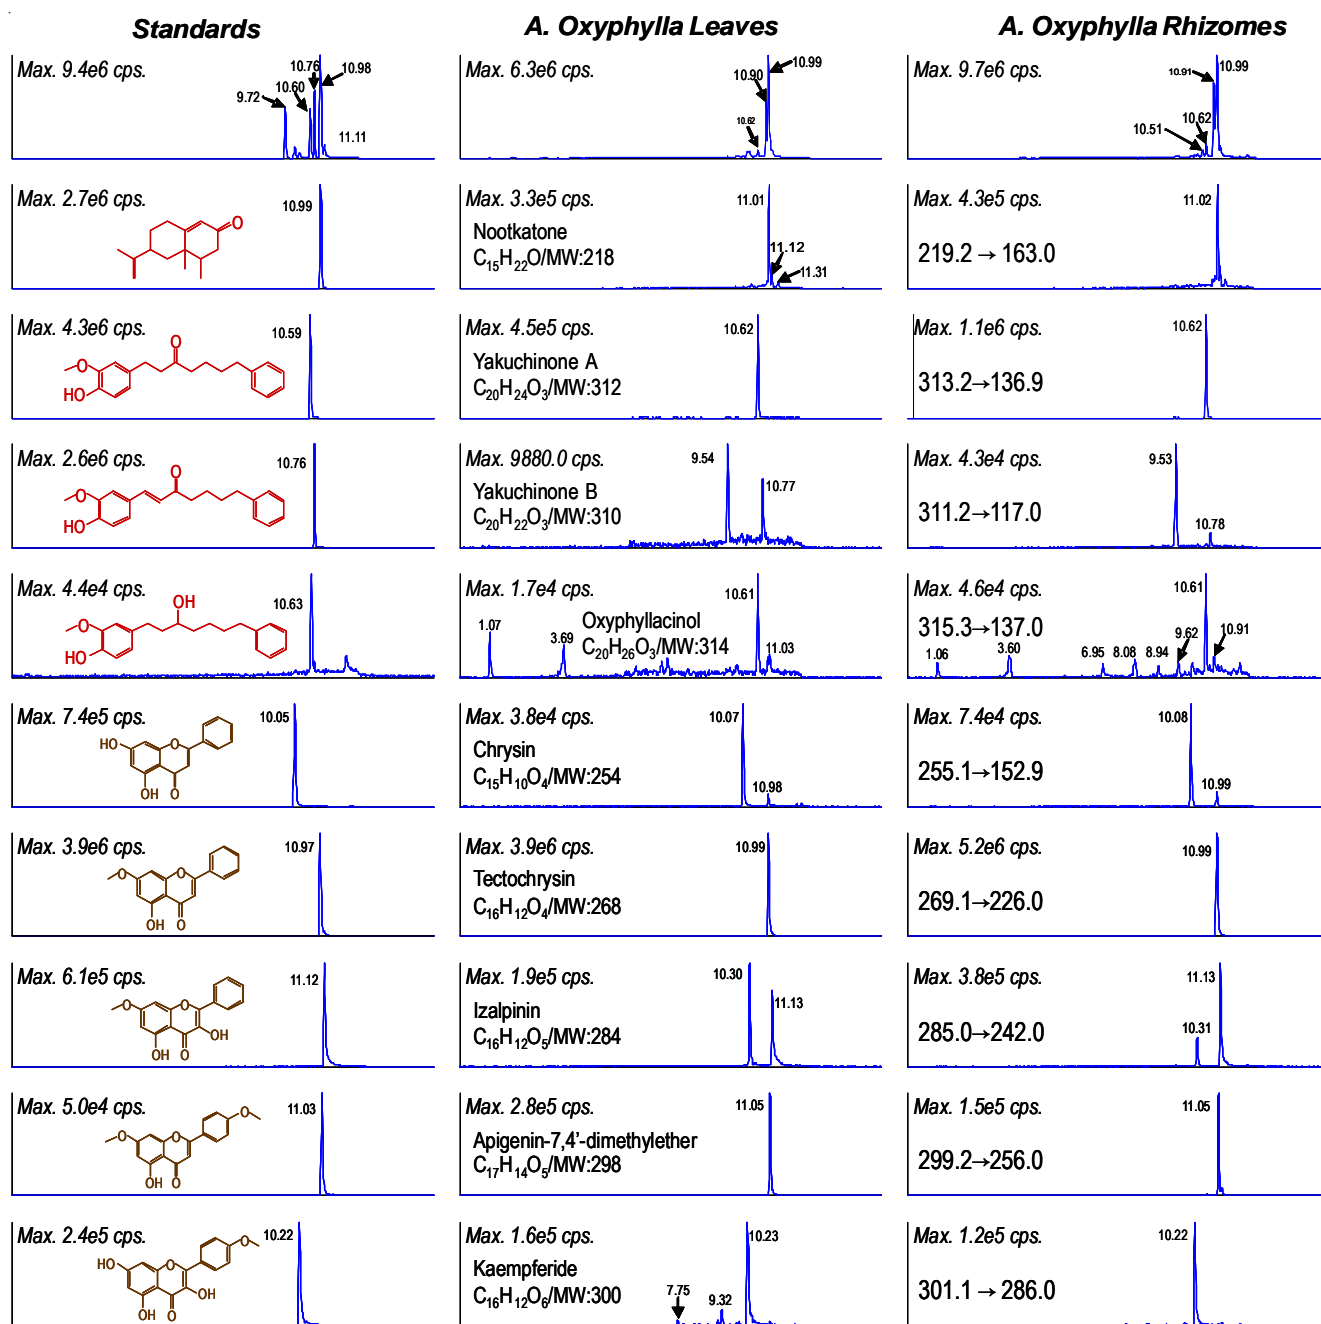 Standards
A. Oxyphylla Leaves
A. Oxyphylla Rhizomes
Max. 9.4e6 cps.
9.72
10.60
10.76
10.98
11.11
Max. 6.3e6 cps.
10.62
10.90
10.99
Max. 9.7e6 cps.
10.51
10.62
10.91
10.99
Max. 2.7e6 cps.
10.99
O
Max. 3.3e5 cps.
Nootkatone
C15H22O/MW:218
11.01
11.12
11.31
Max. 4.3e5 cps.
219.2 → 163.0
11.02
Max. 4.3e6 cps.
10.59
O
O
HO
Max. 4.5e5 cps.
Yakuchinone A
C20H24O3/MW:312
10.62
Max. 1.1e6 cps.
313.2→136.9
10.62
Max. 2.6e6 cps.
10.76
O
O
HO
Max. 9880.0 cps.
Yakuchinone B
C20H22O3/MW:310
9.54
10.77
Max. 4.3e4 cps.
311.2→117.0
9.53
10.78
Max. 4.4e4 cps.
10.63
OH
O
HO
Max. 1.7e4 cps.
Oxyphyllacinol
C20H26O3/MW:314
1.07
3.69
10.61
11.03
Max. 4.6e4 cps.
315.3→137.0
1.06
3.60
6.95
8.08
8.94
9.62
10.61
10.91
Max. 7.4e5 cps.
10.05
HO
O
OH
O
Max. 3.8e4 cps.
Chrysin
C15H10O4/MW:254
10.07
10.98
Max. 7.4e4 cps.
255.1→152.9
10.08
10.99
Max. 3.9e6 cps.
10.97
O
O
OH
O
Max. 3.9e6 cps.
Tectochrysin
C16H12O4/MW:268
10.99
Max. 5.2e6 cps.
269.1→226.0
10.99
Max. 6.1e5 cps.
11.12
O
O
OH
OH
O
Max. 1.9e5 cps.
Izalpinin
C16H12O5/MW:284
10.30
11.13
Max. 3.8e5 cps.
285.0→242.0
10.31
11.13
Max. 5.0e4 cps.
11.03
O
O
O
OH
O
Max. 2.8e5 cps.
Apigenin-7,4’-dimethylether
C17H14O5/MW:298
11.05
Max. 1.5e5 cps.
299.2→256.0
11.05
Max. 2.4e5 cps.
10.22
O
HO
O
OH
OH
O
Max. 1.6e5 cps.
Kaempferide
C16H12O6/MW:300
7.75
9.32
10.23
Max. 1.2e5 cps.
301.1 → 286.0
10.22